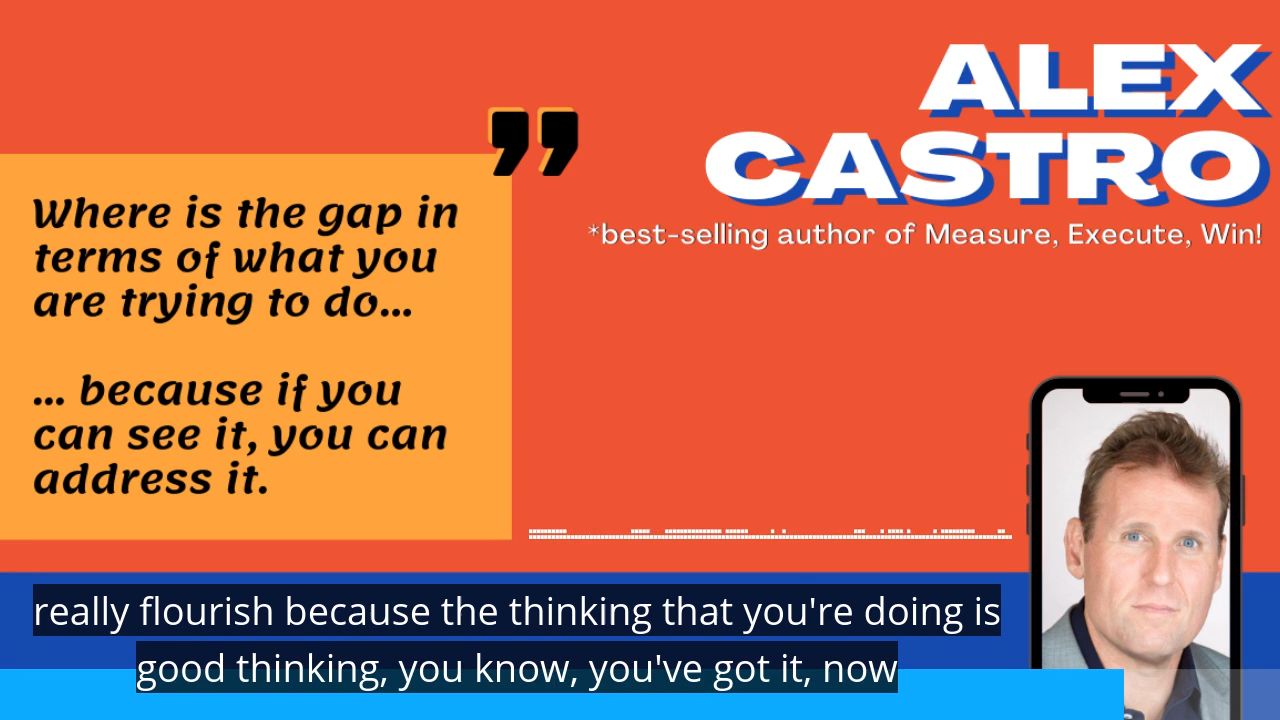 ALEX
CASTRO
*best-selling author of Measure, Execute, Win!
”
Where is the gap in
terms of what you
are trying to do...
... because if you
can see it, you can
address it.
really flourish because the thinking that you're doing is
good thinking, you know, you've got it, now